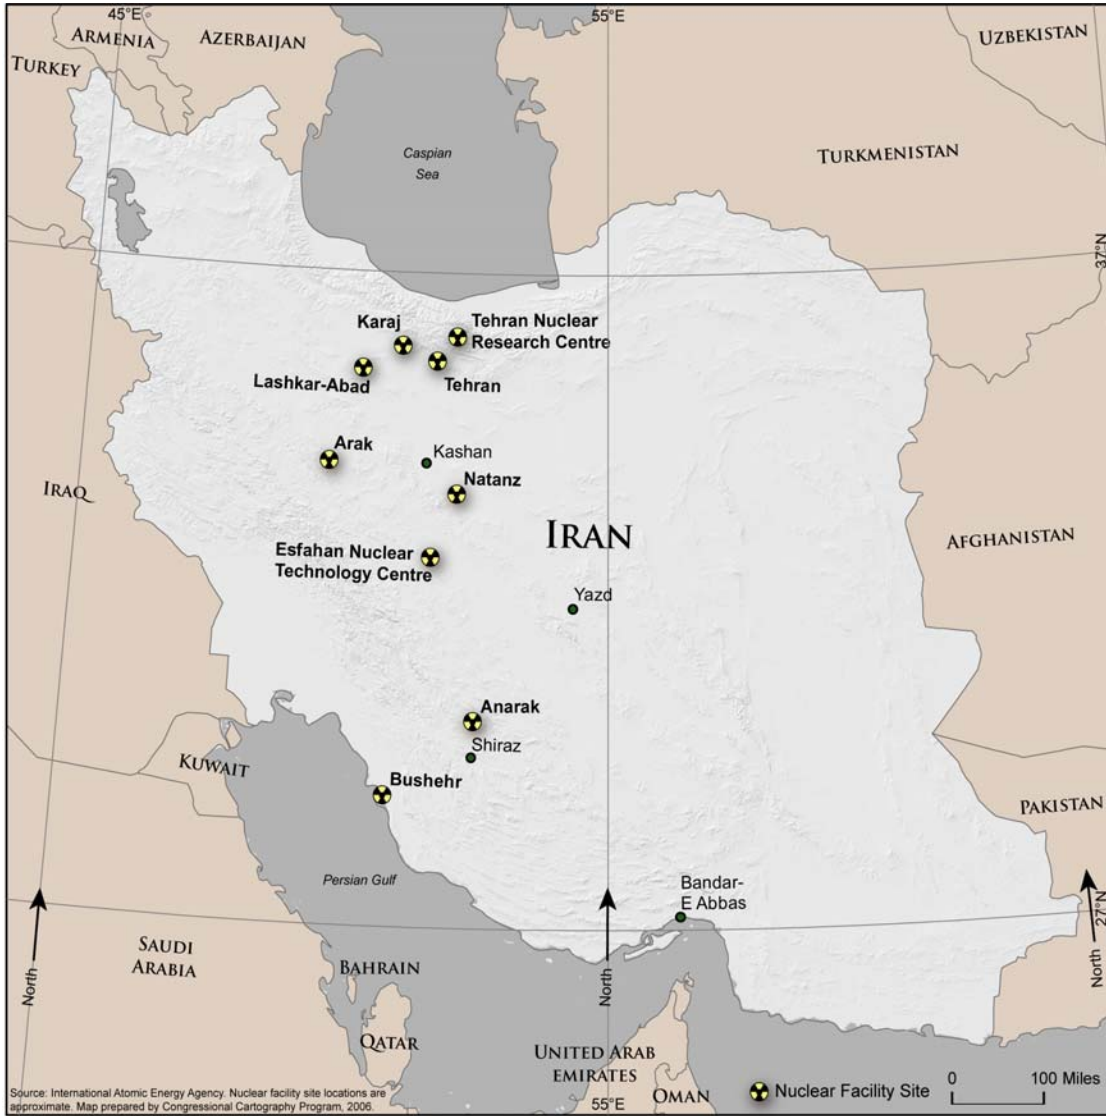 45°E
55°E
ARMENIA
AZERBAIJAN
UZBEKISTAN
TURKEY
Caspian
Sea
TURKMENISTAN
37°N
Karaj
Tehran Nuclear
Research Centre
Lashkar-Abad
Tehran
Arak
Kashan
Natanz
IRAQ
IRAN
AFGHANISTAN
Esfahan Nuclear
Technology Centre
Yazd
Anarak
Shiraz
KUWAIT
Bushehr
PAKISTAN
Persian Gulf
Bandar-
E Abbas
27°N
SAUDI
ARABIA
BAHRAIN
North
North
North
QATAR
UNITED ARAB
EMIRATES
OMAN
Nuclear Facility Site
0 100 Miles
Source: International Atomic Energy Agency. Nuclear facility site locations are
approximate. Map prepared by Congressional Cartography Program, 2006.
55°E